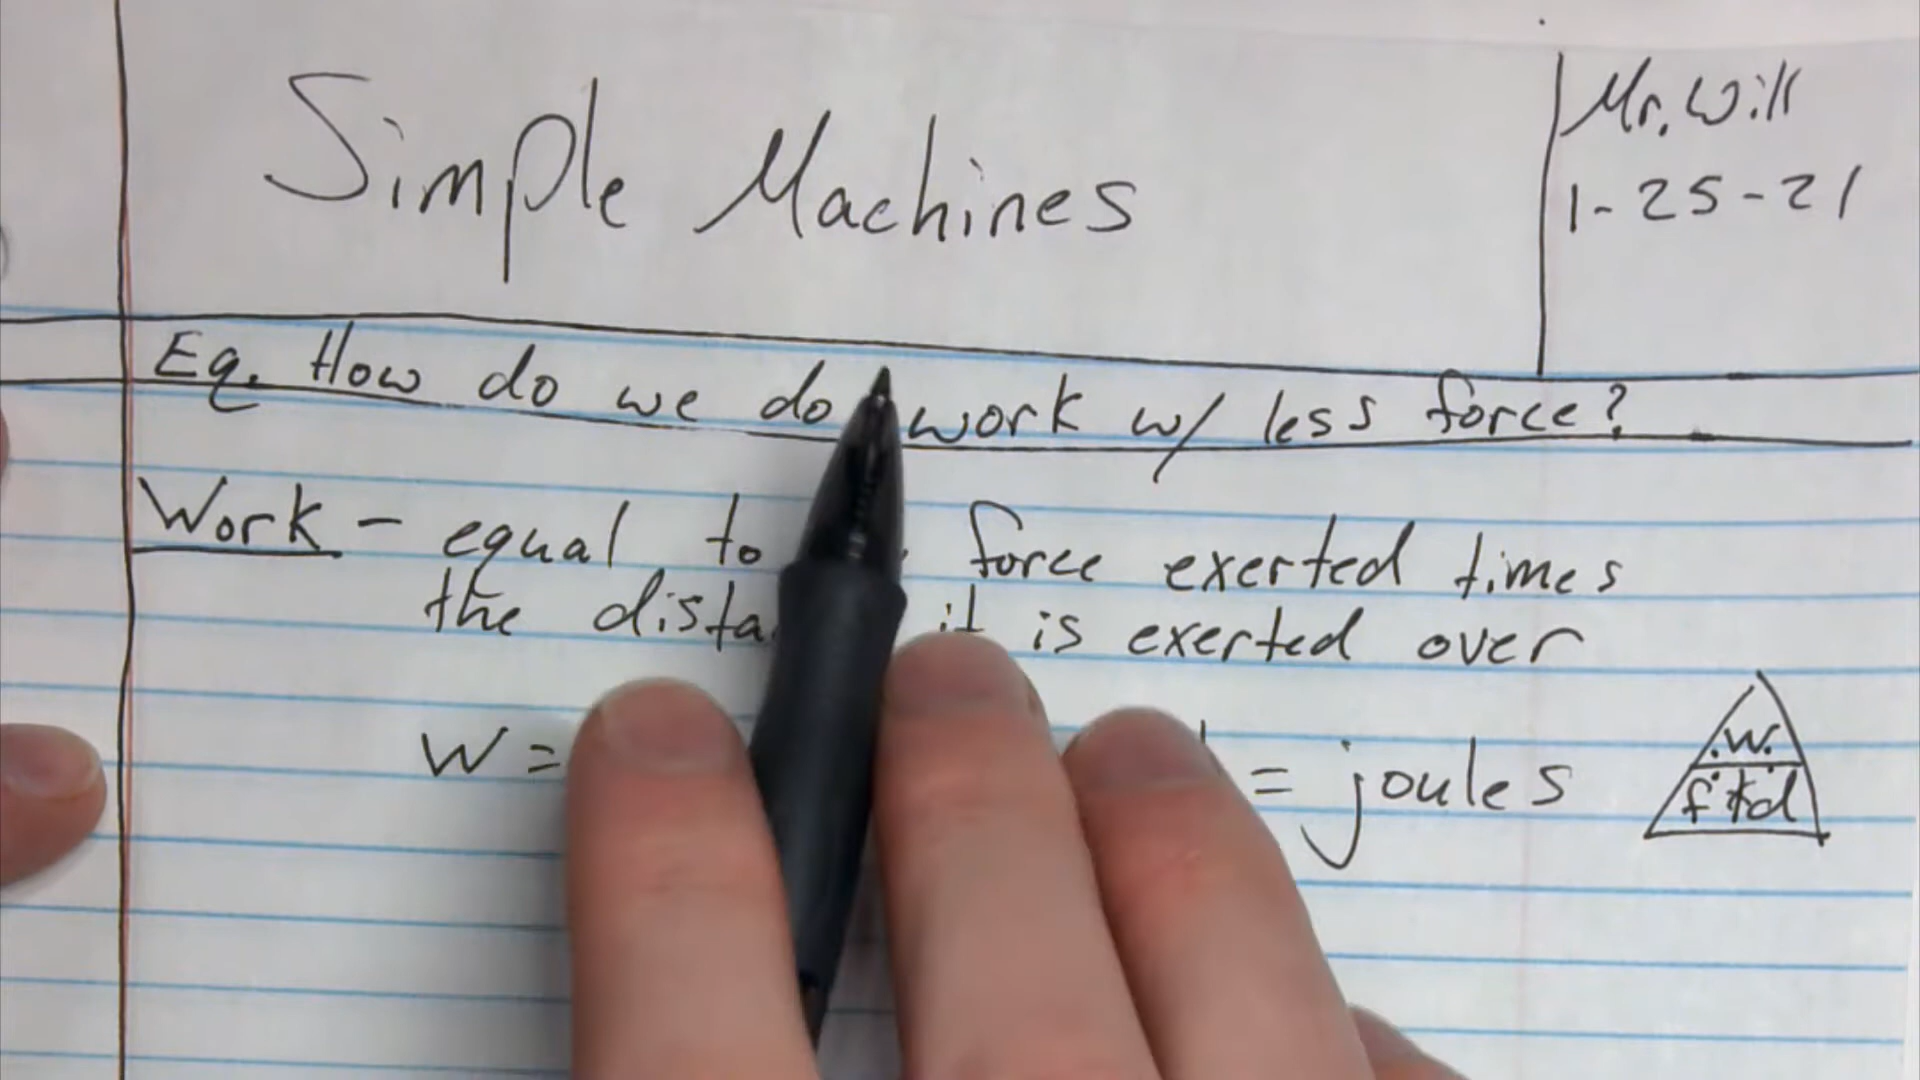 Simple Machines
Mr. Will
1-25-21
Eq. How do we do work w/ less force?
Work - equal to force exerted times
the it is exerted over
W = = joules
w
f * d